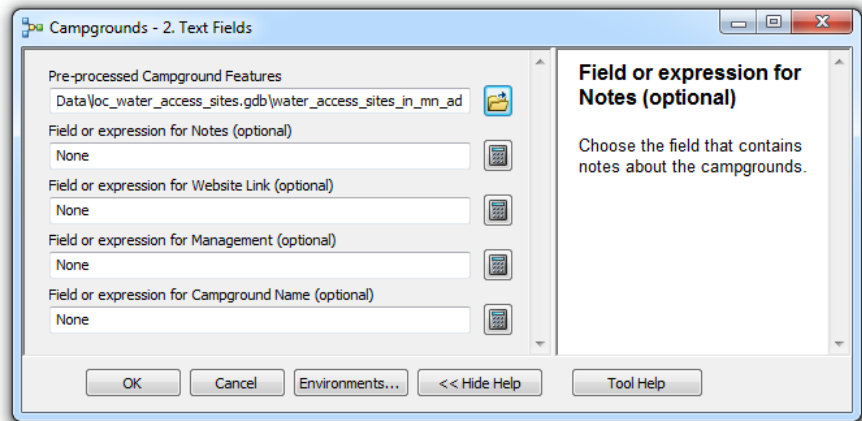 Campgrounds - 2. Text Fields
Pre-processed Campground Features
Data\loc_water_access_sites.gdb\water_access_sites_in_mn_ad
Field or expression for Notes (optional)
None
Field or expression for Website Link (optional)
None
Field or expression for Management (optional)
None
Field or expression for Campground Name (optional)
None
Field or expression for
Notes (optional)
Choose the field that contains
notes about the campgrounds.
OK Cancel Environments... << Hide Help Tool Help